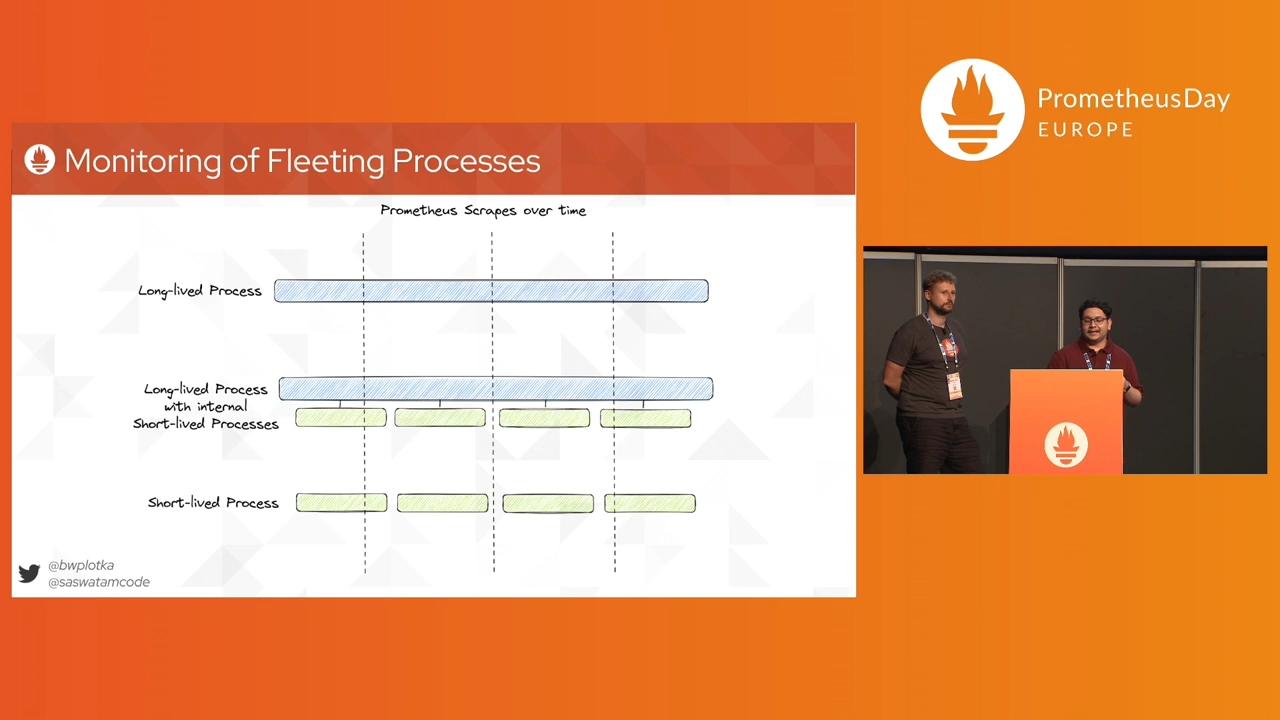 PrometheusDay
EUROPE
Monitoring of Fleeting Processes
Prometheus Scrapes over time
Long-lived Process
Long-lived Process
with internal
Short-lived Processes
Short-lived Process
@bwplotka
@saswatamcode